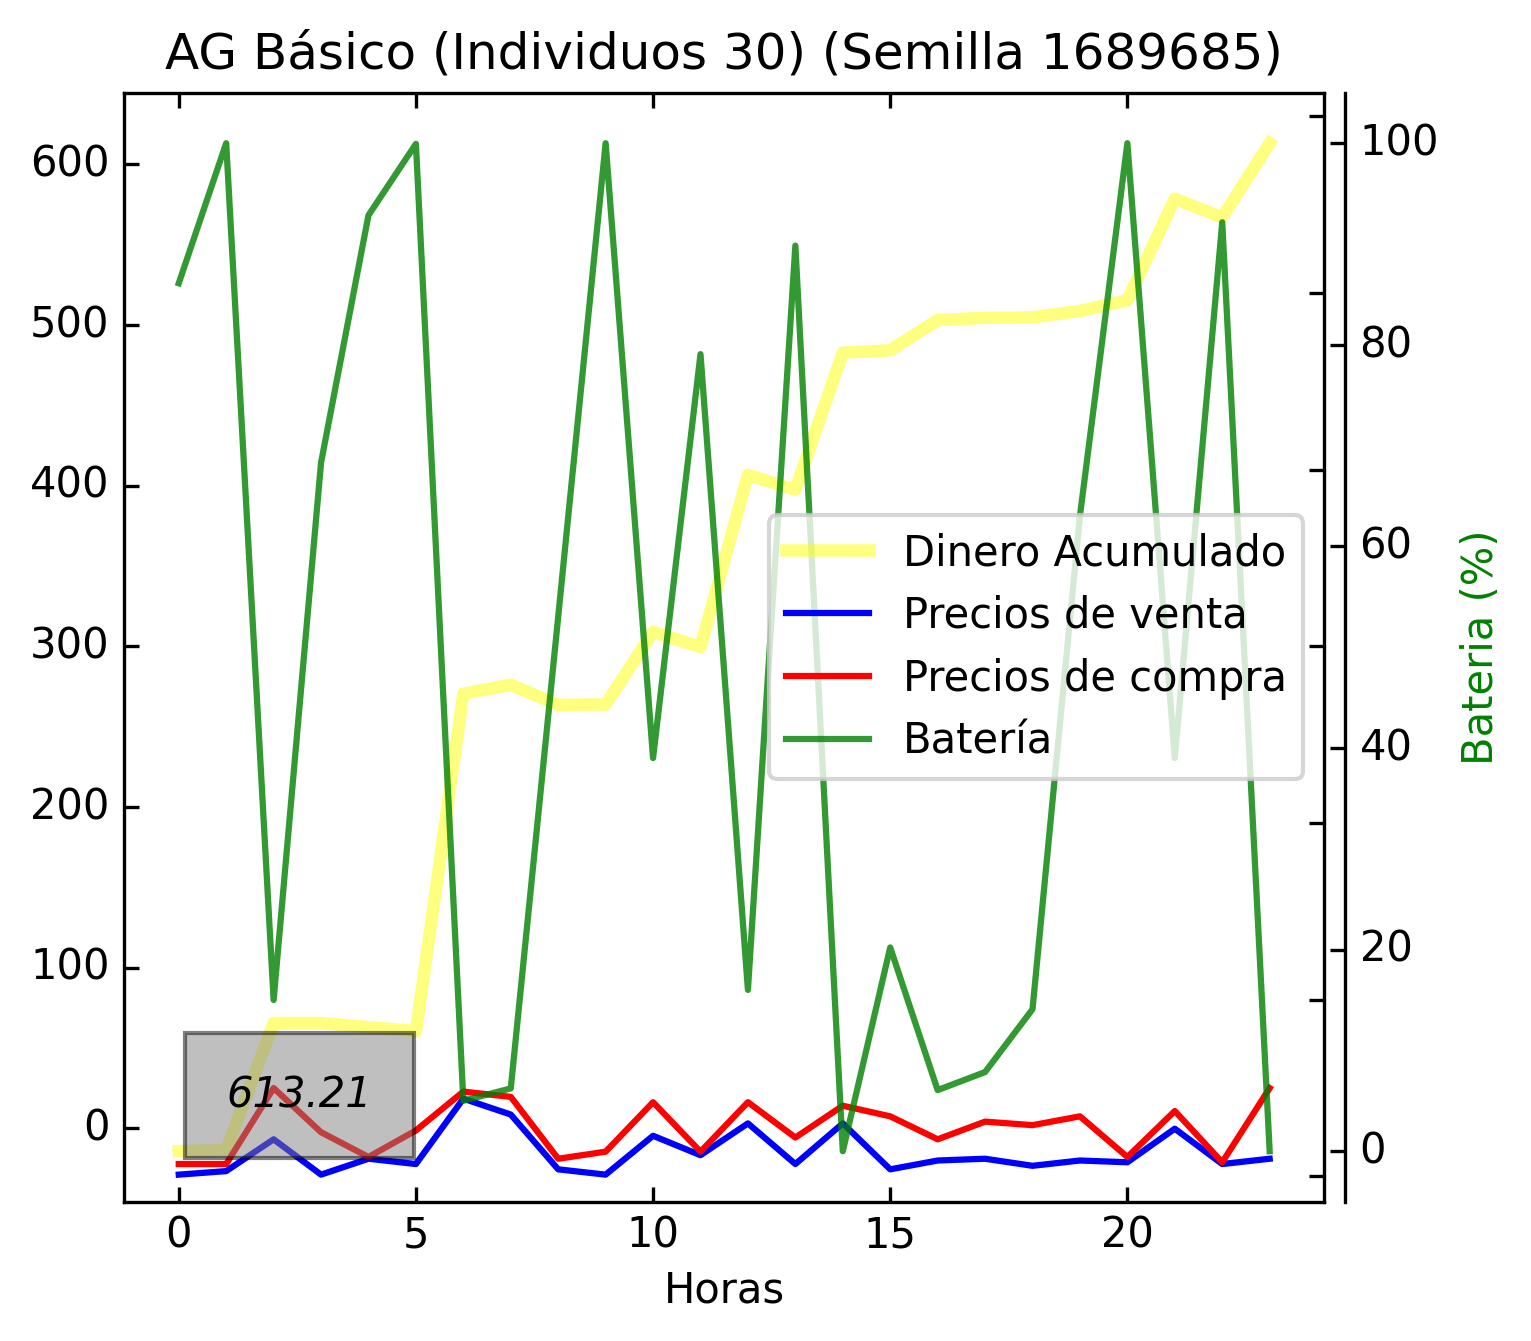 AG Básico (Individuos 30) (Semilla 1689685)
600
500
400
300
200
100
0
100
80
60
40
20
0
Bateria (%)
Dinero Acumulado
Precios de venta
Precios de compra
Batería
613.21
0 5 10 15 20
Horas